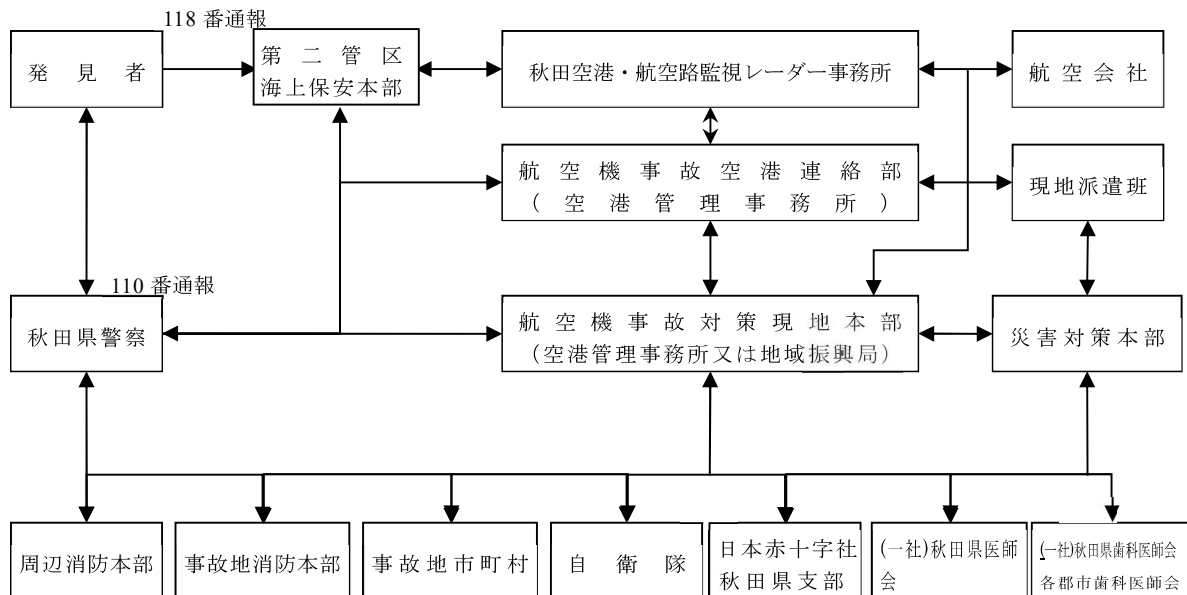 118 番通報
発見者
第二管区
海上保安本部
秋田空港・航空路監視レーダー事務所
航空会社
航空機事故空港連絡部
(空港管理事務所)
現地派遣班
110 番通報
秋田県警察
航空機事故対策現地本部
(空港管理事務所又は地域振興局)
災害対策本部
周辺消防本部
事故地消防本部
事故地市町村
自衛隊
日本赤十字社
秋田県支部
(一社)秋田県医師
会
(一社)秋田県歯科医師会
各郡市歯科医師会